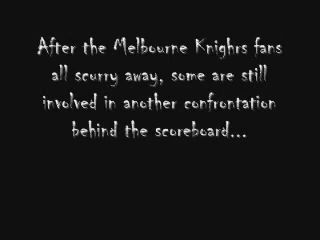 After the Melbourne Knighrs fans
all scurry away, some are still
involved in another confrontation
behind the scoreboard...